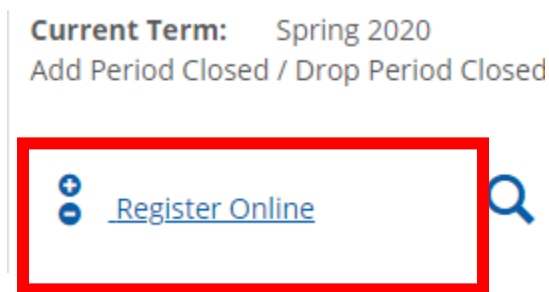 Current Term: Spring 2020
Add Period Closed / Drop Period Closed
Register Online